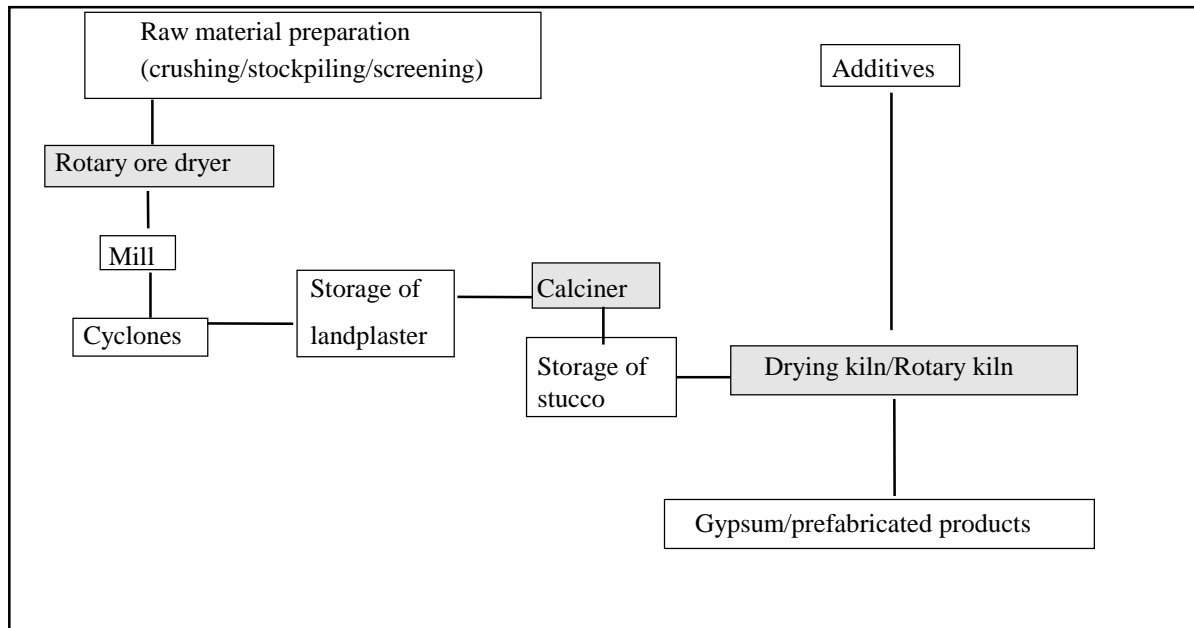 Raw material preparation
(crushing/stockpiling/screening)
Additives
Rotary ore dryer
Mill
Cyclones
Storage of
landplaster
Calciner
Storage of
stucco
Drying kiln/Rotary kiln
Gypsum/prefabricated products